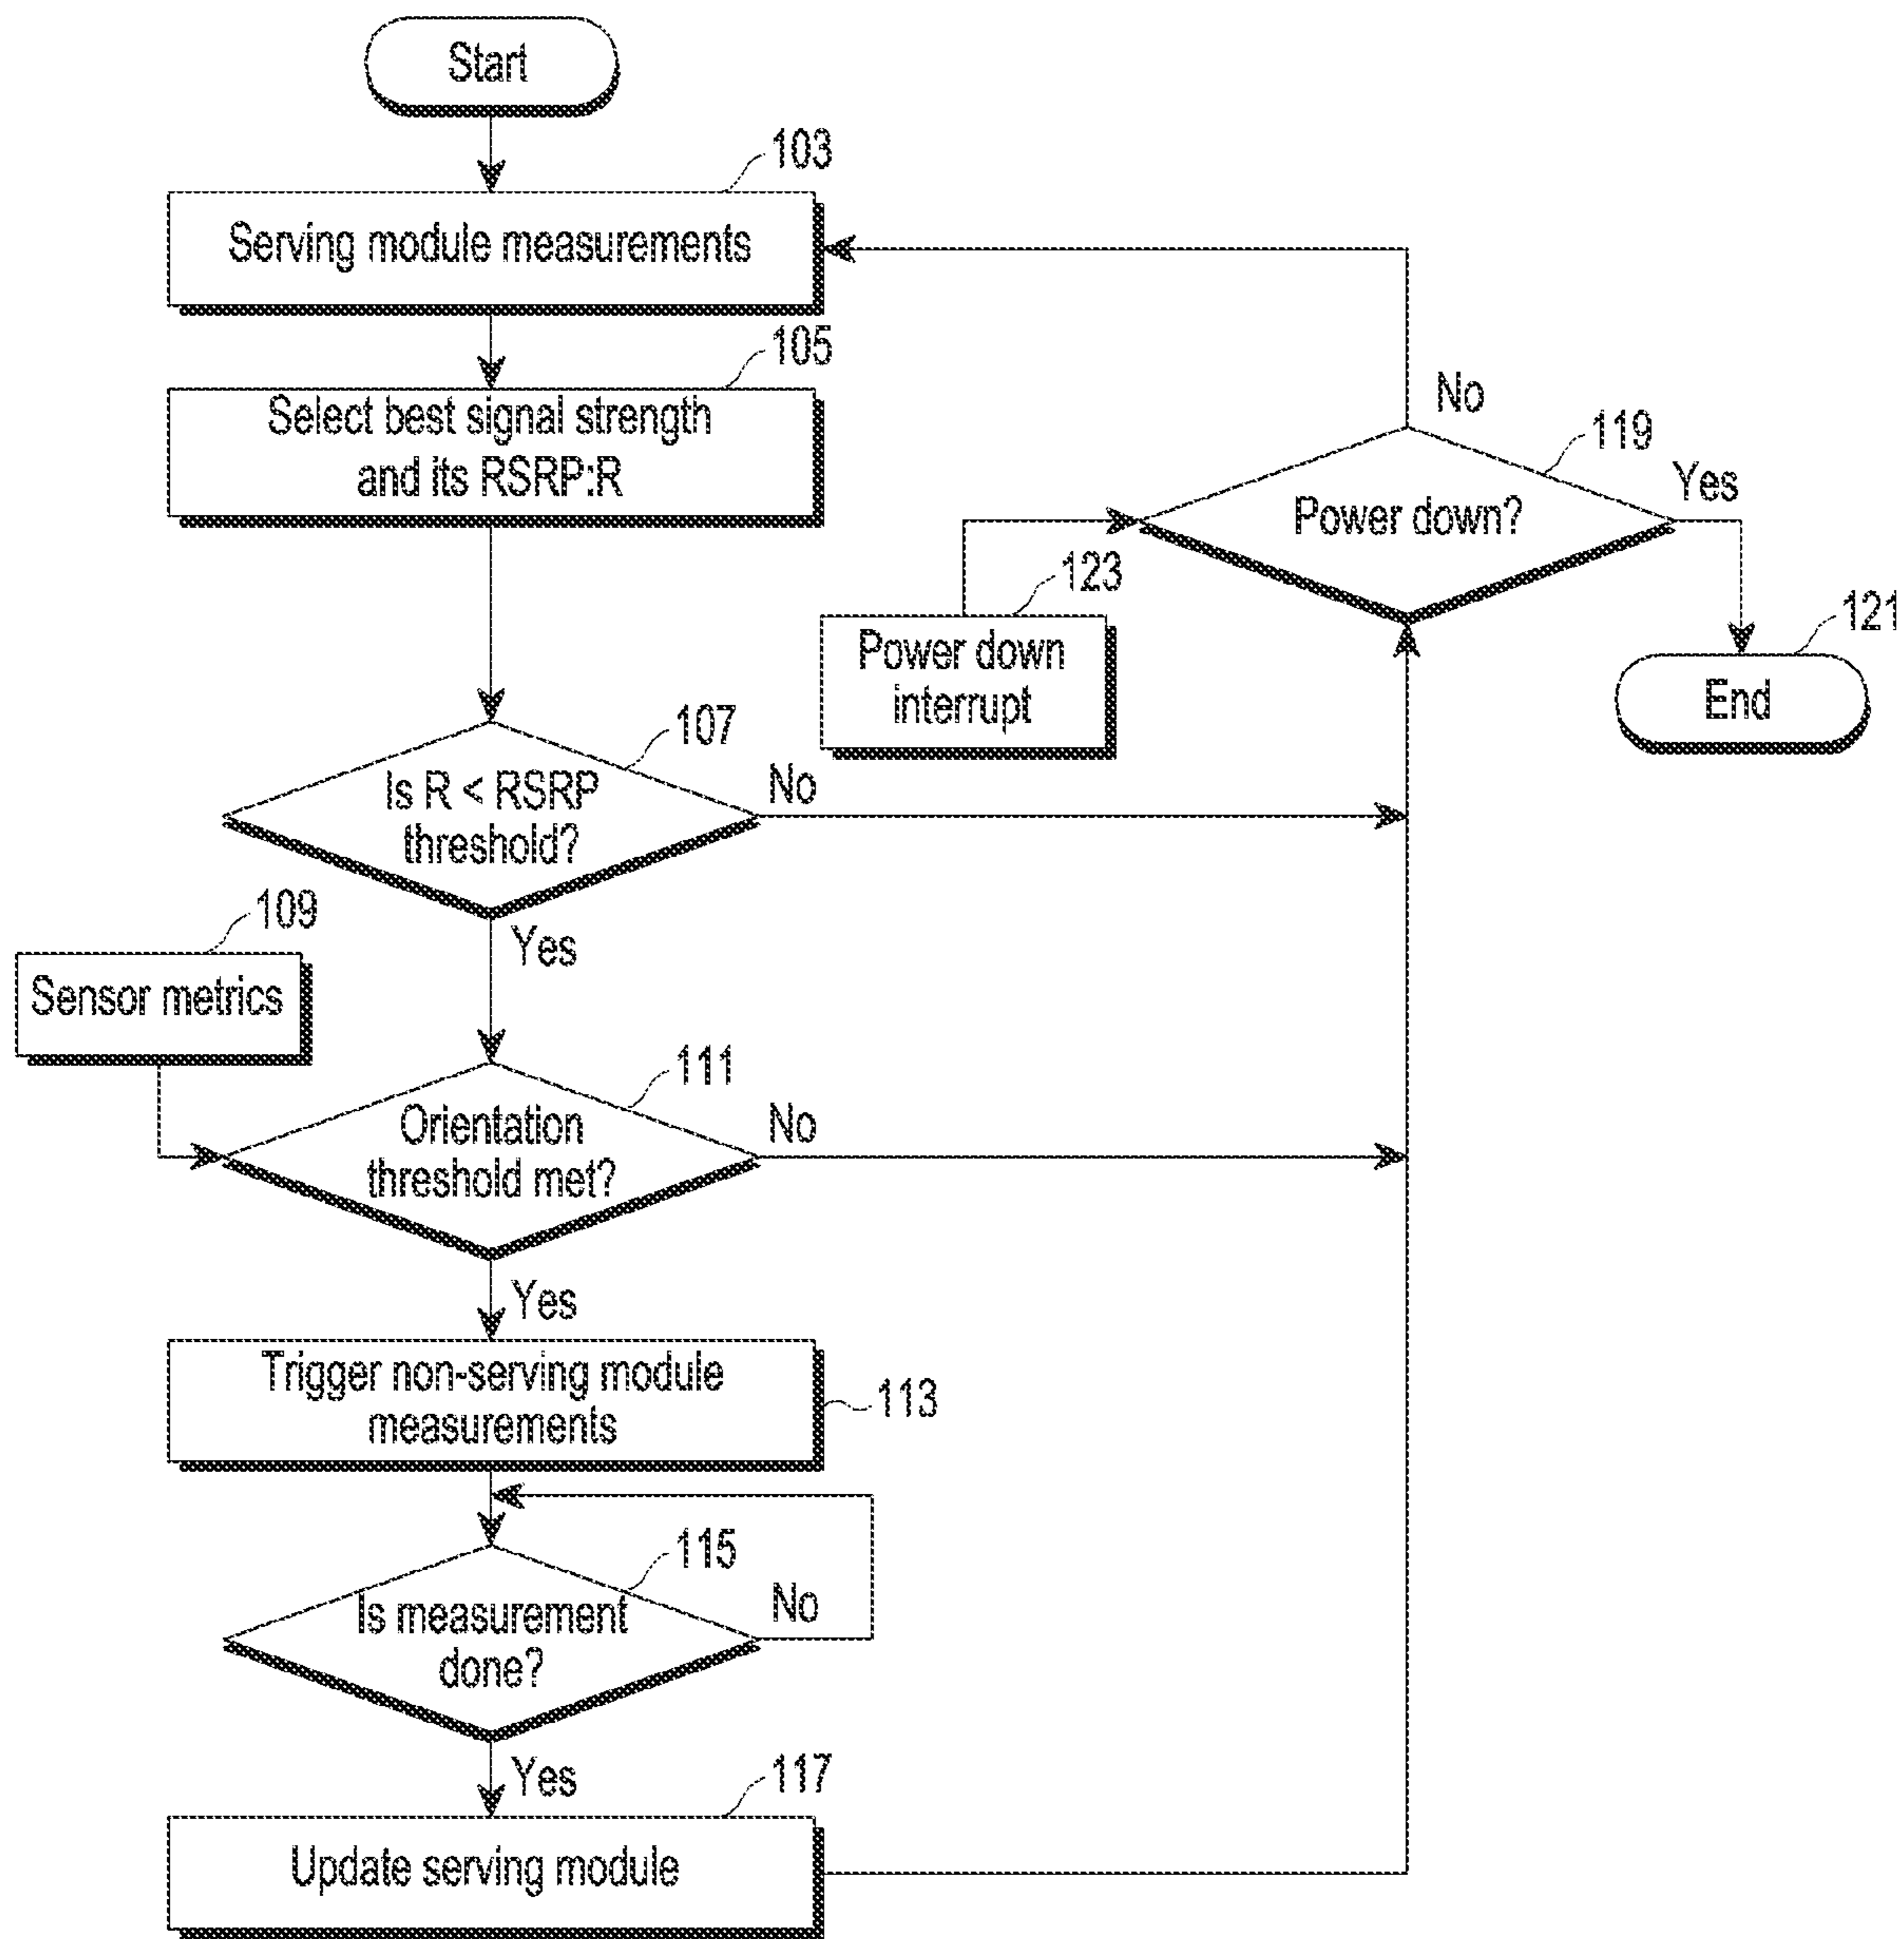 Start
103
Serving module measurements
105
Select best signal strength
and its RSRP:R
No
119
Yes
Power down?
123
Power down
interrupt
121
End
107
Is R < RSRP
threshold?
No
Yes
109
Sensor metrics
111
Orientation
threshold met?
No
Yes
Trigger non-serving module
measurements
113
115
Is measurement
done?
No
Yes
117
Update serving module